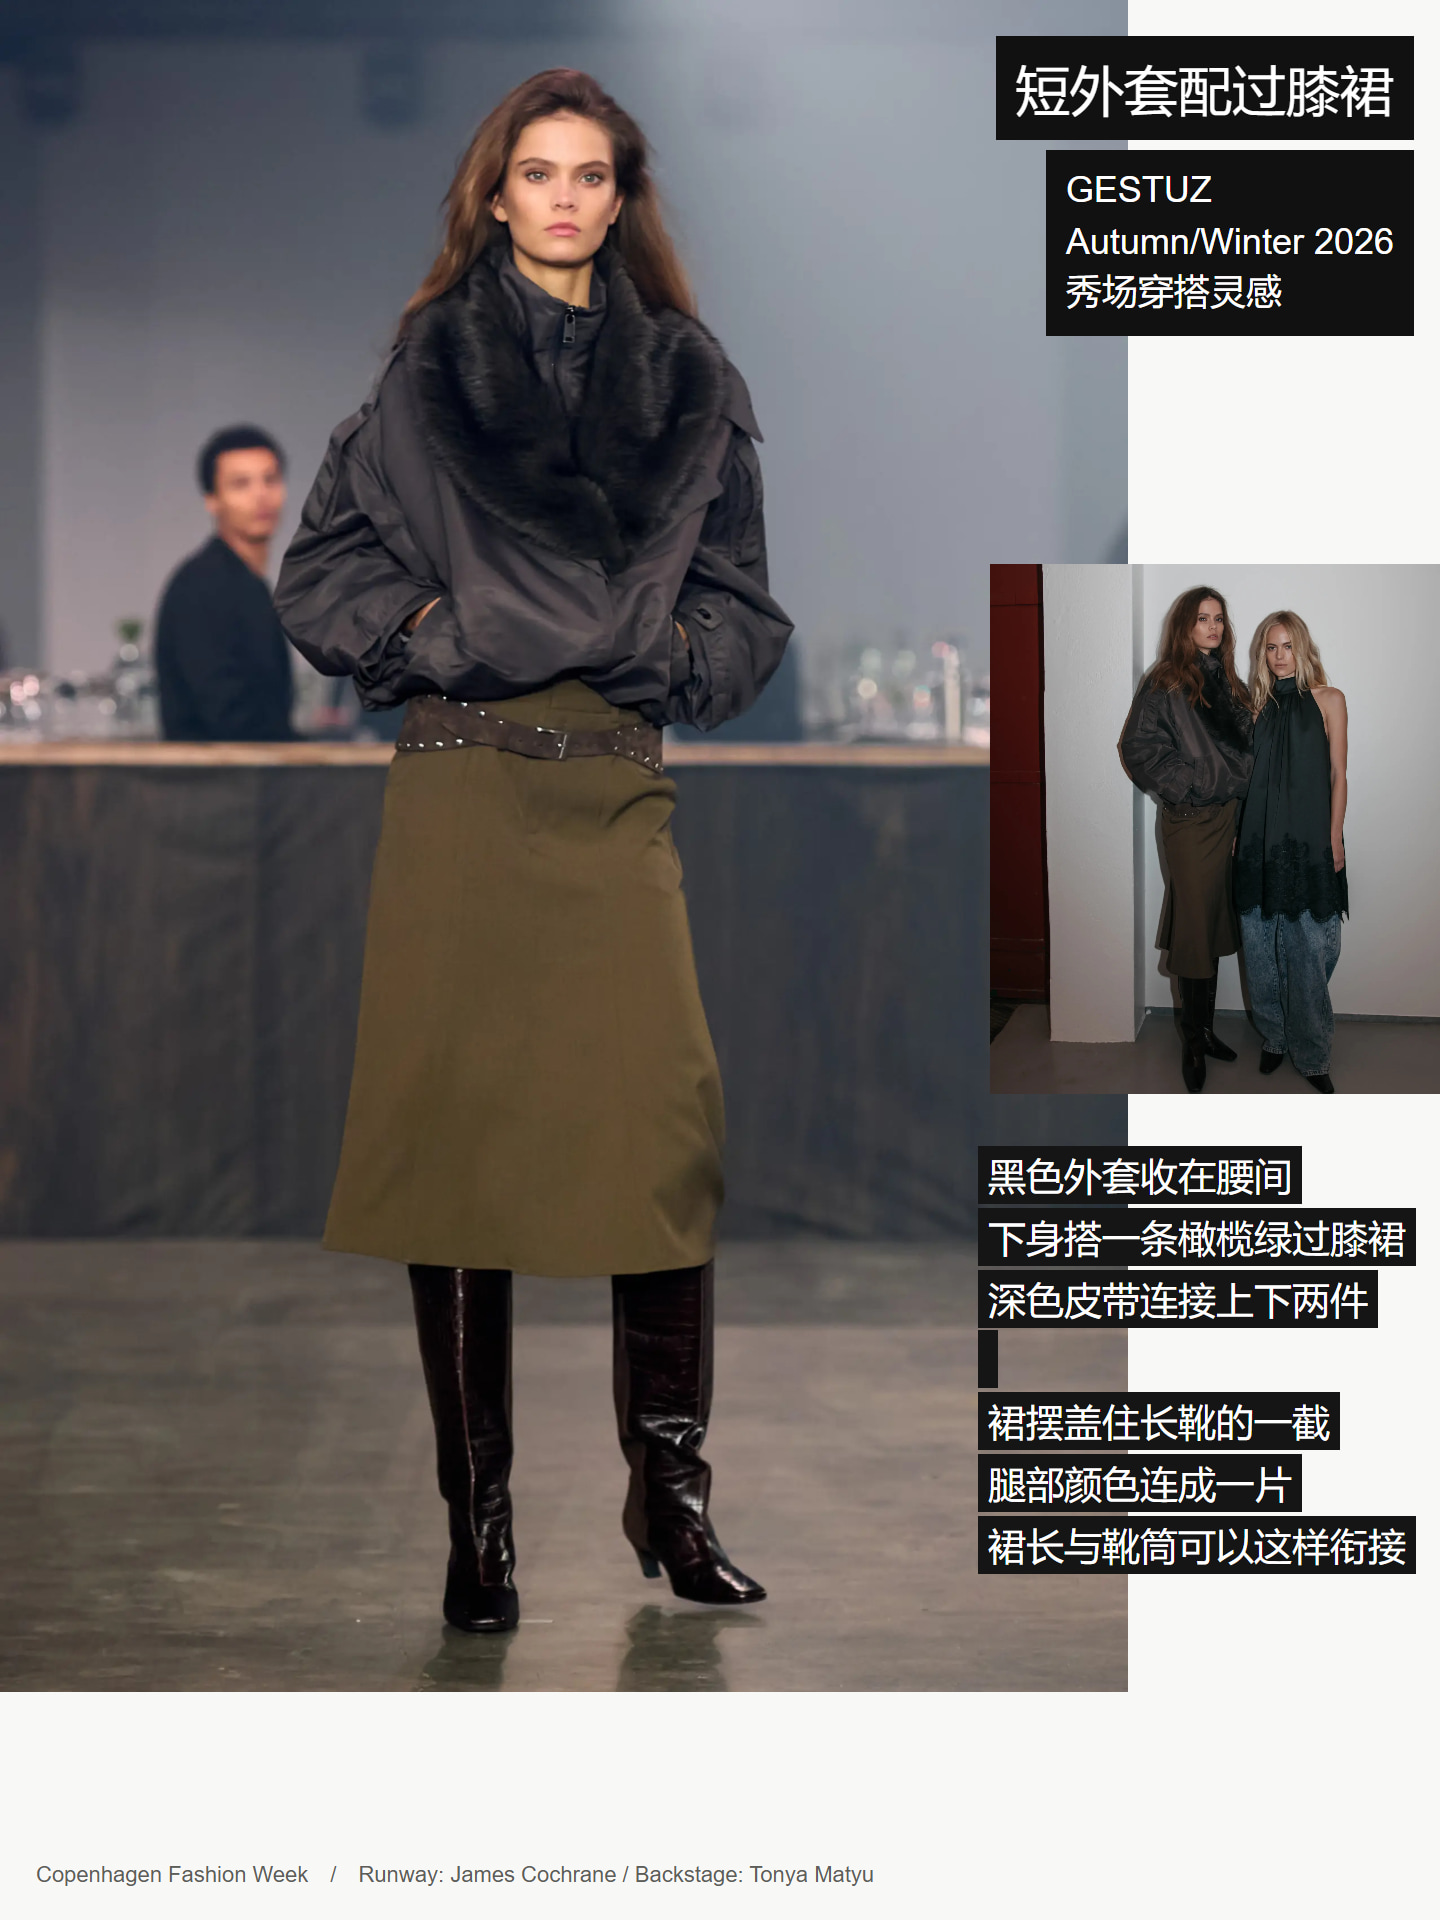 短外套配过膝裙
GESTUZ
Autumn/Winter 2026
秀场穿搭灵感
黑色外套收在腰间
下身搭一条橄榄绿过膝裙
深色皮带连接上下两件
裙摆盖住长靴的一截
腿部颜色连成一片
裙长与靴筒可以这样衔接
Copenhagen Fashion Week / Runway: James Cochrane / Backstage: Tonya Matyu